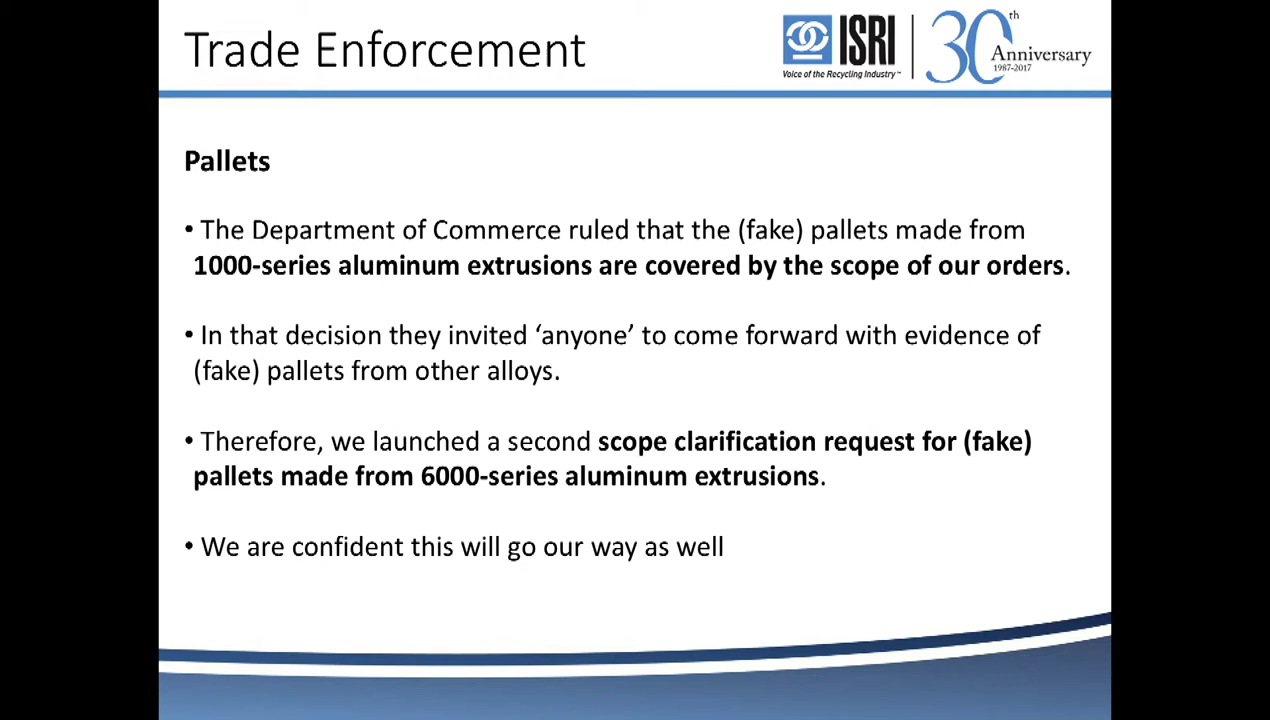 Trade Enforcement
ISRI
Voice of the Recycling Industry™
30th
Anniversary
1987-2017
Pallets
• The Department of Commerce ruled that the (fake) pallets made from
1000-series aluminum extrusions are covered by the scope of our orders.
• In that decision they invited ‘anyone’ to come forward with evidence of
(fake) pallets from other alloys.
• Therefore, we launched a second scope clarification request for (fake)
pallets made from 6000-series aluminum extrusions.
• We are confident this will go our way as well